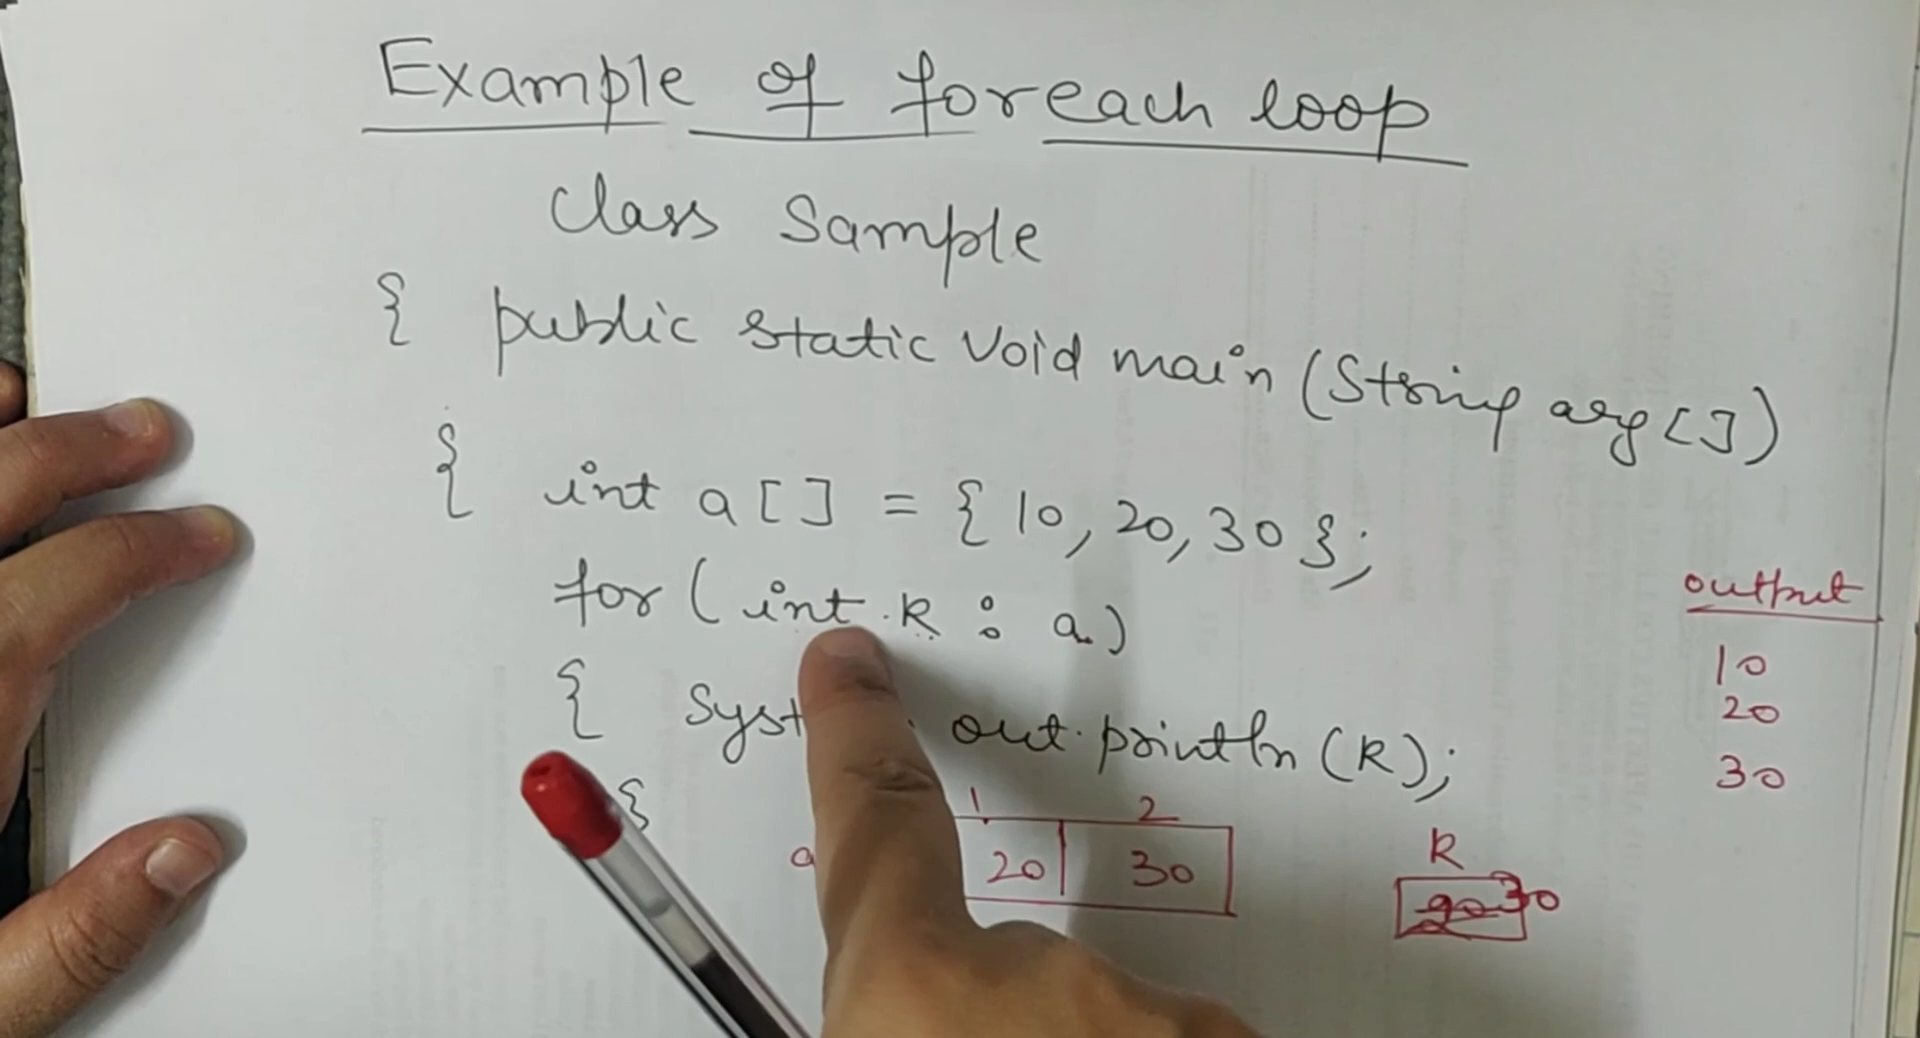 Example of foreach loop
class Sample
{ public static void main (String arg[])
{ int a[] = {10, 20, 30};
for (int k : a)
{ out.println(k);
output
10
20
30
1 2
a 20 30
k
30